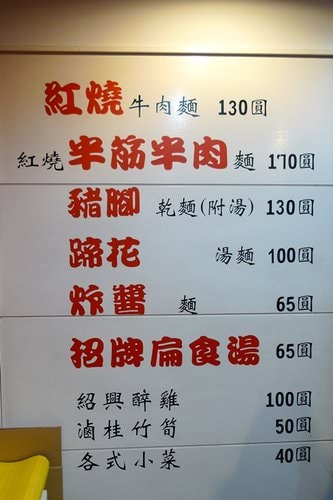 紅燒牛肉麵 130圓
紅燒半筋半肉麵 170圓
豬腳 乾麵(附湯) 130圓
蹄花 湯麵 100圓
炸醬 麵 65圓
招牌扁食湯 65圓
紹興醉雞 100圓
滷桂竹筍 50圓
各式小菜 40圓